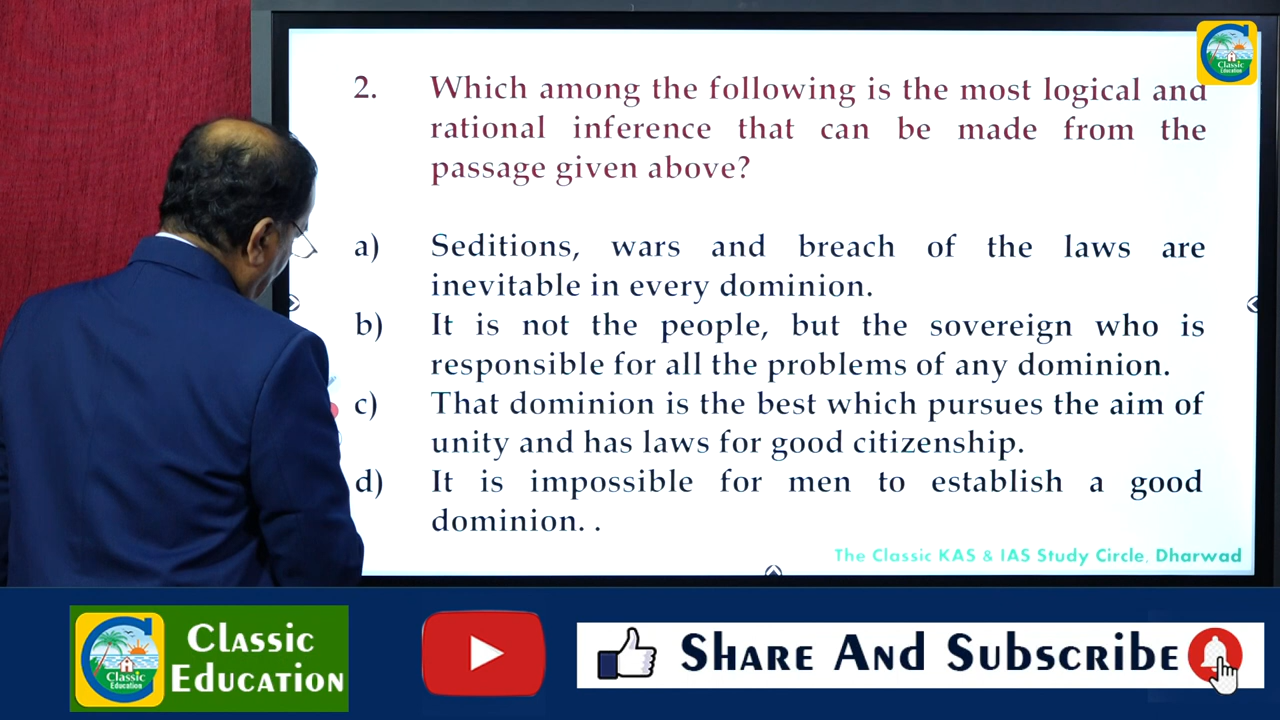 2. Which among the following is the most logical and
rational inference that can be made from the
passage given above?
a) Seditions, wars and breach of the laws are
inevitable in every dominion.
b) It is not the people, but the sovereign who is
responsible for all the problems of any dominion.
c) That dominion is the best which pursues the aim of
unity and has laws for good citizenship.
d) It is impossible for men to establish a good
dominion. .
The Classic KAS & IAS Study Circle, Dharwad
Classic
Education
Classic
Education
Classic
Education
Share And Subscribe